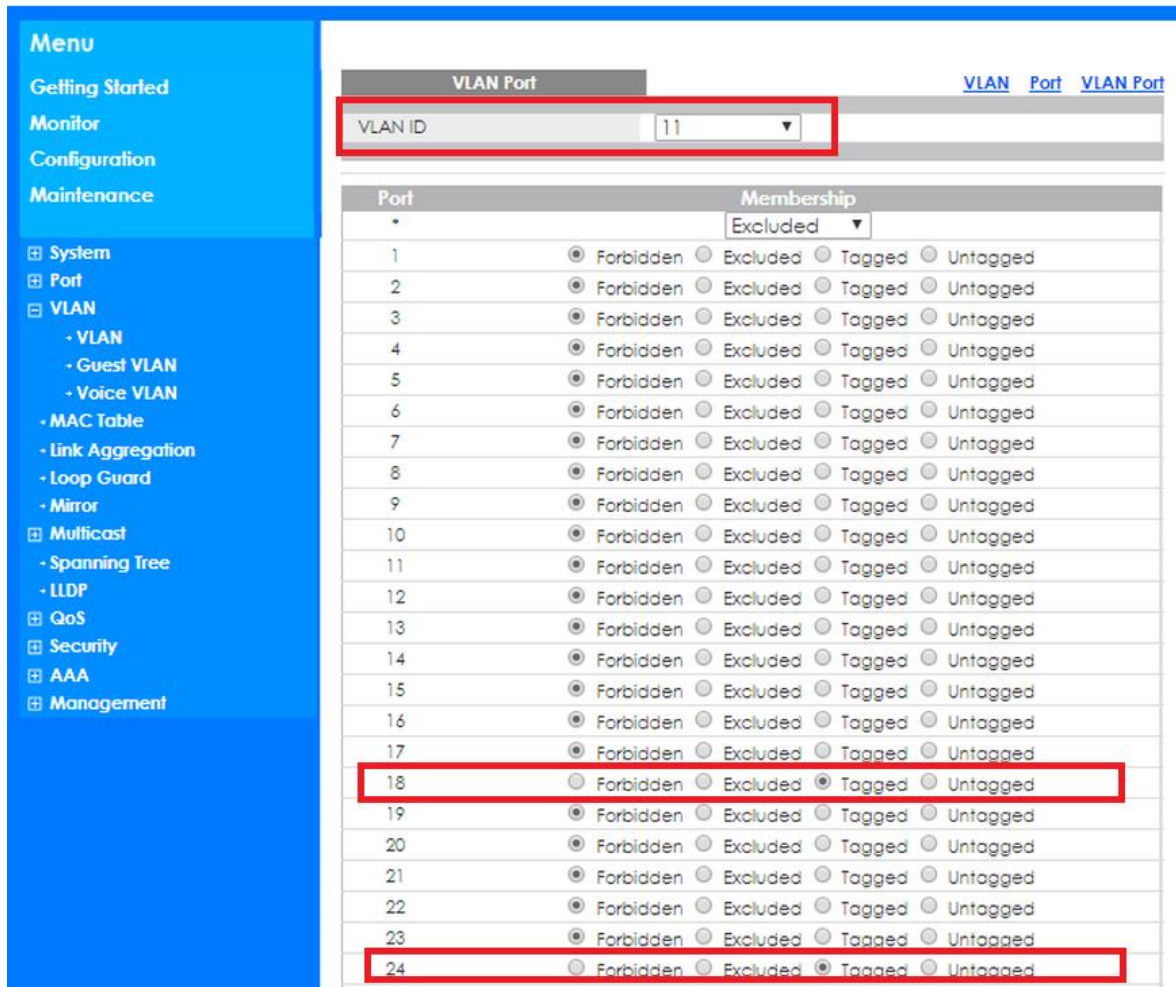 Menu
Getting Started
Monitor
Configuration
Maintenance
System
Port
VLAN
VLAN
Guest VLAN
Voice VLAN
MAC Table
Link Aggregation
Loop Guard
Mirror
Multicast
Spanning Tree
LLDP
QoS
Security
AAA
Management
VLAN Port VLAN Port VLAN Port
VLAN ID 11
Port Membership
* Excluded
1 Forbidden Excluded Tagged Untagged
2 Forbidden Excluded Tagged Untagged
3 Forbidden Excluded Tagged Untagged
4 Forbidden Excluded Tagged Untagged
5 Forbidden Excluded Tagged Untagged
6 Forbidden Excluded Tagged Untagged
7 Forbidden Excluded Tagged Untagged
8 Forbidden Excluded Tagged Untagged
9 Forbidden Excluded Tagged Untagged
10 Forbidden Excluded Tagged Untagged
11 Forbidden Excluded Tagged Untagged
12 Forbidden Excluded Tagged Untagged
13 Forbidden Excluded Tagged Untagged
14 Forbidden Excluded Tagged Untagged
15 Forbidden Excluded Tagged Untagged
16 Forbidden Excluded Tagged Untagged
17 Forbidden Excluded Tagged Untagged
18 Forbidden Excluded Tagged Untagged
19 Forbidden Excluded Tagged Untagged
20 Forbidden Excluded Tagged Untagged
21 Forbidden Excluded Tagged Untagged
22 Forbidden Excluded Tagged Untagged
23 Forbidden Excluded Tagged Untagged
24 Forbidden Excluded Tagged Untagged